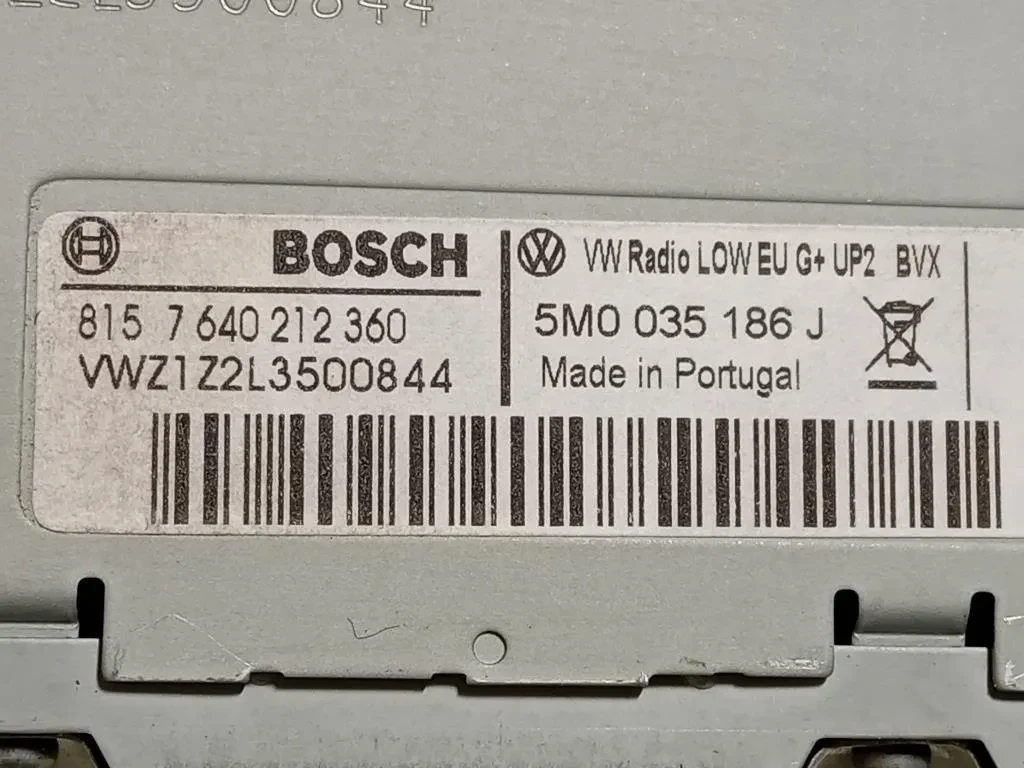 BOSCH
815 7 640 212 360
VWZ1Z2L3500844
VW Radio LOW EU G+ UP2 BVX
5M0 035 186 J
Made in Portugal